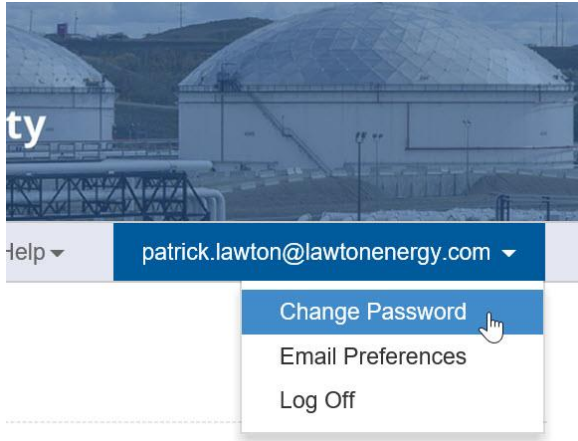 ty
Help
patrick.lawton@lawtonenergy.com
Change Password
Email Preferences
Log Off